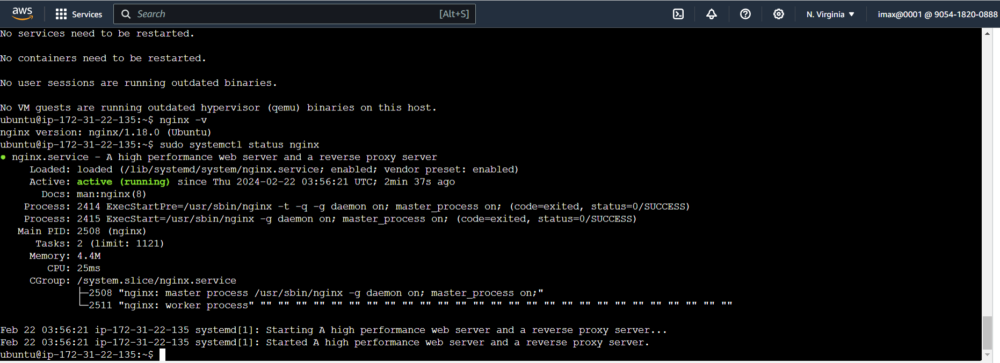 aws
Services
Search
[Alt+S]
N. Virginia
imax@0001 @ 9054-1820-0888
No services need to be restarted.
No containers need to be restarted.
No user sessions are running outdated binaries.
No VM guests are running outdated hypervisor (qemu) binaries on this host.
ubuntu@ip-172-31-22-135:~$ nginx -v
nginx version: nginx/1.18.0 (Ubuntu)
ubuntu@ip-172-31-22-135:~$ sudo systemctl status nginx
● nginx.service - A high performance web server and a reverse proxy server
Loaded: loaded (/lib/systemd/system/nginx.service; enabled; vendor preset: enabled)
Active: active (running) since Thu 2024-02-22 03:56:21 UTC; 2min 37s ago
Docs: man:nginx(8)
Process: 2414 ExecStartPre=/usr/sbin/nginx -t -q -g daemon on; master_process on; (code=exited, status=0/SUCCESS)
Process: 2415 ExecStart=/usr/sbin/nginx -g daemon on; master_process on; (code=exited, status=0/SUCCESS)
Main PID: 2508 (nginx)
Tasks: 2 (limit: 1121)
Memory: 4.4M
CPU: 25ms
CGroup: /system.slice/nginx.service
├─2508 "nginx: master process /usr/sbin/nginx -g daemon on; master_process on;"
└─2511 "nginx: worker process" "" "" "" "" "" "" "" "" "" "" "" "" "" "" "" "" "" "" "" "" "" "" "" "" "" "" ""
Feb 22 03:56:21 ip-172-31-22-135 systemd[1]: Starting A high performance web server and a reverse proxy server...
Feb 22 03:56:21 ip-172-31-22-135 systemd[1]: Started A high performance web server and a reverse proxy server.
ubuntu@ip-172-31-22-135:~$